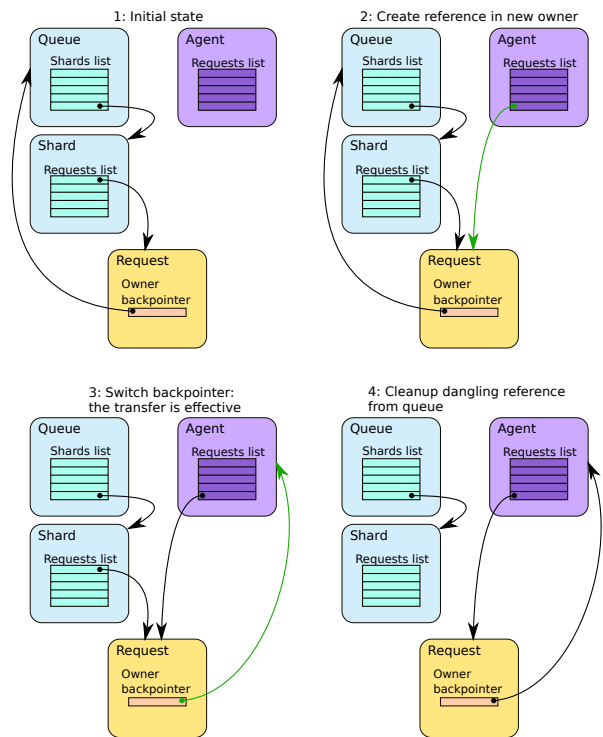 1: Initial state
Queue
Shards list
Agent
Requests list
Shard
Requests list
Request
Owner
backpointer
2: Create reference in new owner
Queue
Shards list
Agent
Requests list
Shard
Requests list
Request
Owner
backpointer
3: Switch backpointer:
the transfer is effective
Queue
Shards list
Agent
Requests list
Shard
Requests list
Request
Owner
backpointer
4: Cleanup dangling reference
from queue
Queue
Shards list
Agent
Requests list
Shard
Requests list
Request
Owner
backpointer